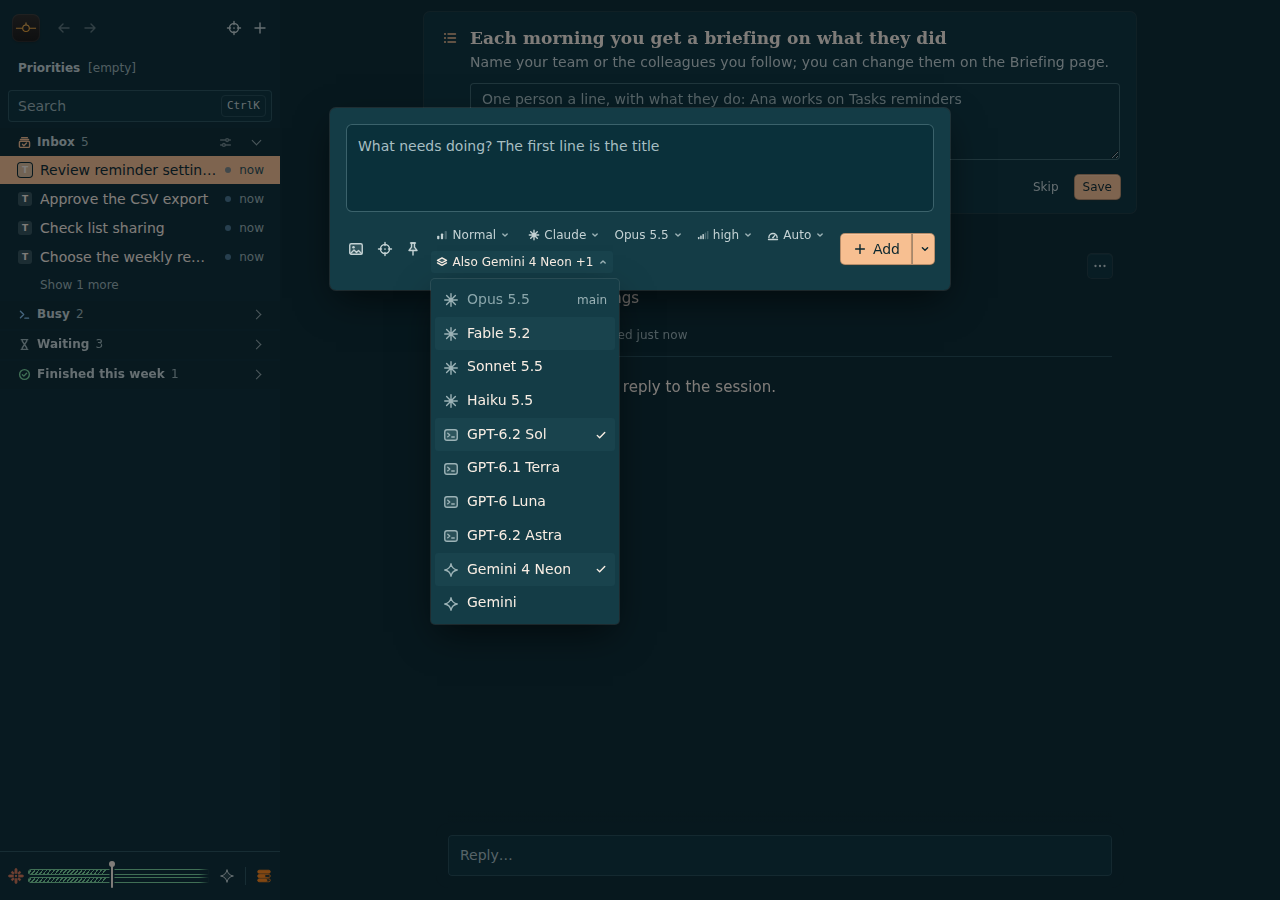 Priorities [empty]
Search CtrlK
Inbox 5
T Review reminder settin… now
T Approve the CSV export now
T Check list sharing now
T Choose the weekly re… now
Show 1 more
Busy 2
Waiting 3
Finished this week 1
Each morning you get a briefing on what they did
Name your team or the colleagues you follow; you can change them on the Briefing page.
One person a line, with what they do: Ana works on Tasks reminders
Skip Save
What needs doing? The first line is the title
Normal Claude Opus 5.5 high Auto
Also Gemini 4 Neon +1
Add
Opus 5.5 main
Fable 5.2
Sonnet 5.5
Haiku 5.5
GPT-6.2 Sol
GPT-6.1 Terra
GPT-6 Luna
GPT-6.2 Astra
Gemini 4 Neon
Gemini
just now
reply to the session.
Reply…